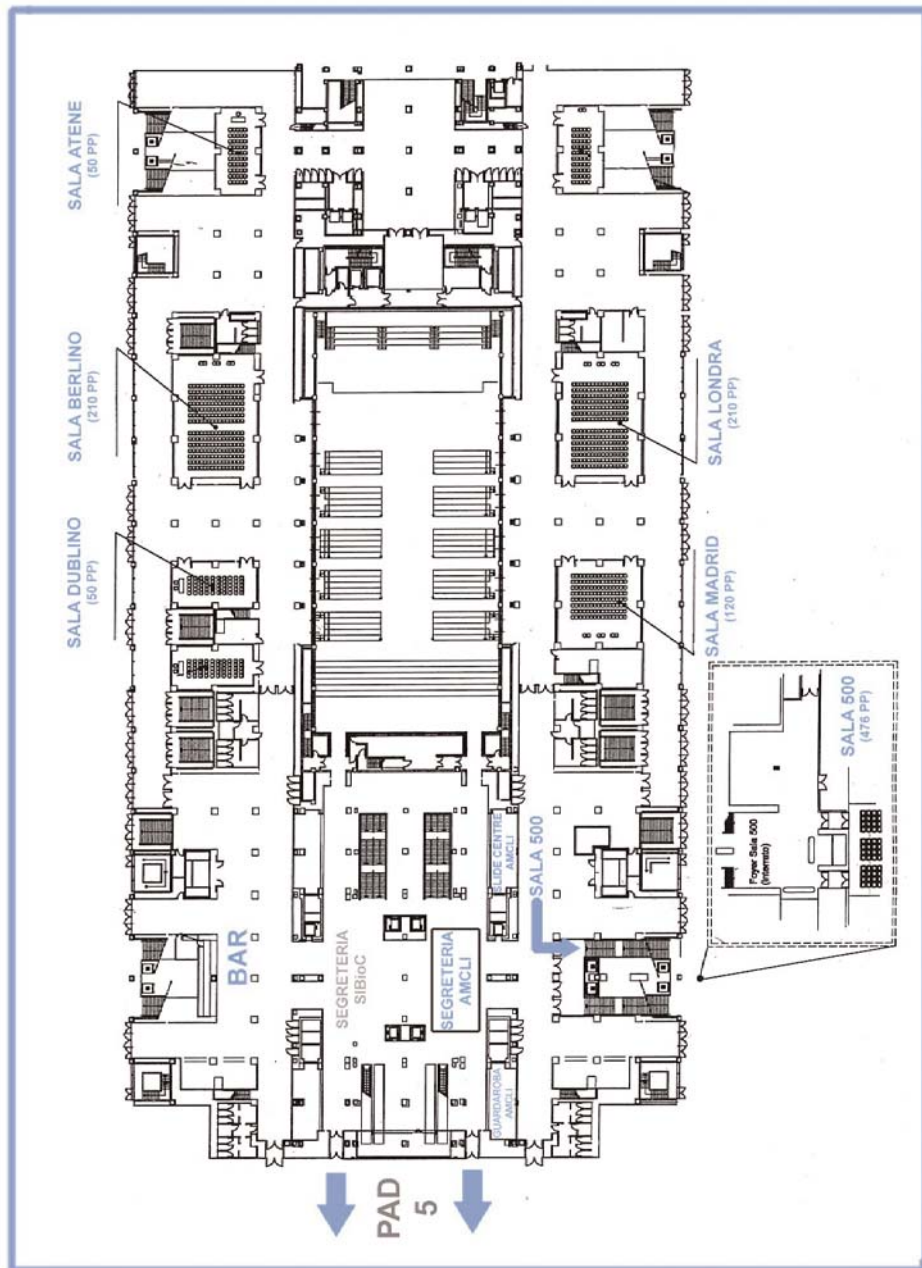 SALA ATENE
(50 PP)
SALA BERLINO
(210 PP)
SALA DUBLINO
(50 PP)
SALA LONDRA
(210 PP)
SALA MADRID
(120 PP)
SALA 500
(476 PP)
Foyer Sala 500
(interrato)
SLIDE CENTRE
AMCLI
SALA 500
BAR
SEGRETERIA
SIBioC
SEGRETERIA
AMCLI
GUARDAROBA
AMCLI
PAD
5